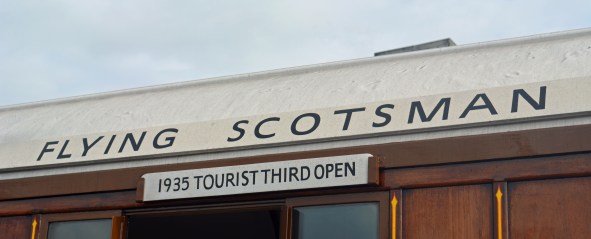 FLYING SCOTSMAN
1935 TOURIST THIRD OPEN